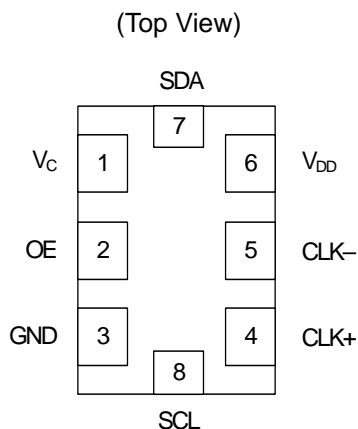 (Top View)
SDA
7
V_C 1 6 V_DD
OE 2 5 CLK–
GND 3 4 CLK+
8
SCL